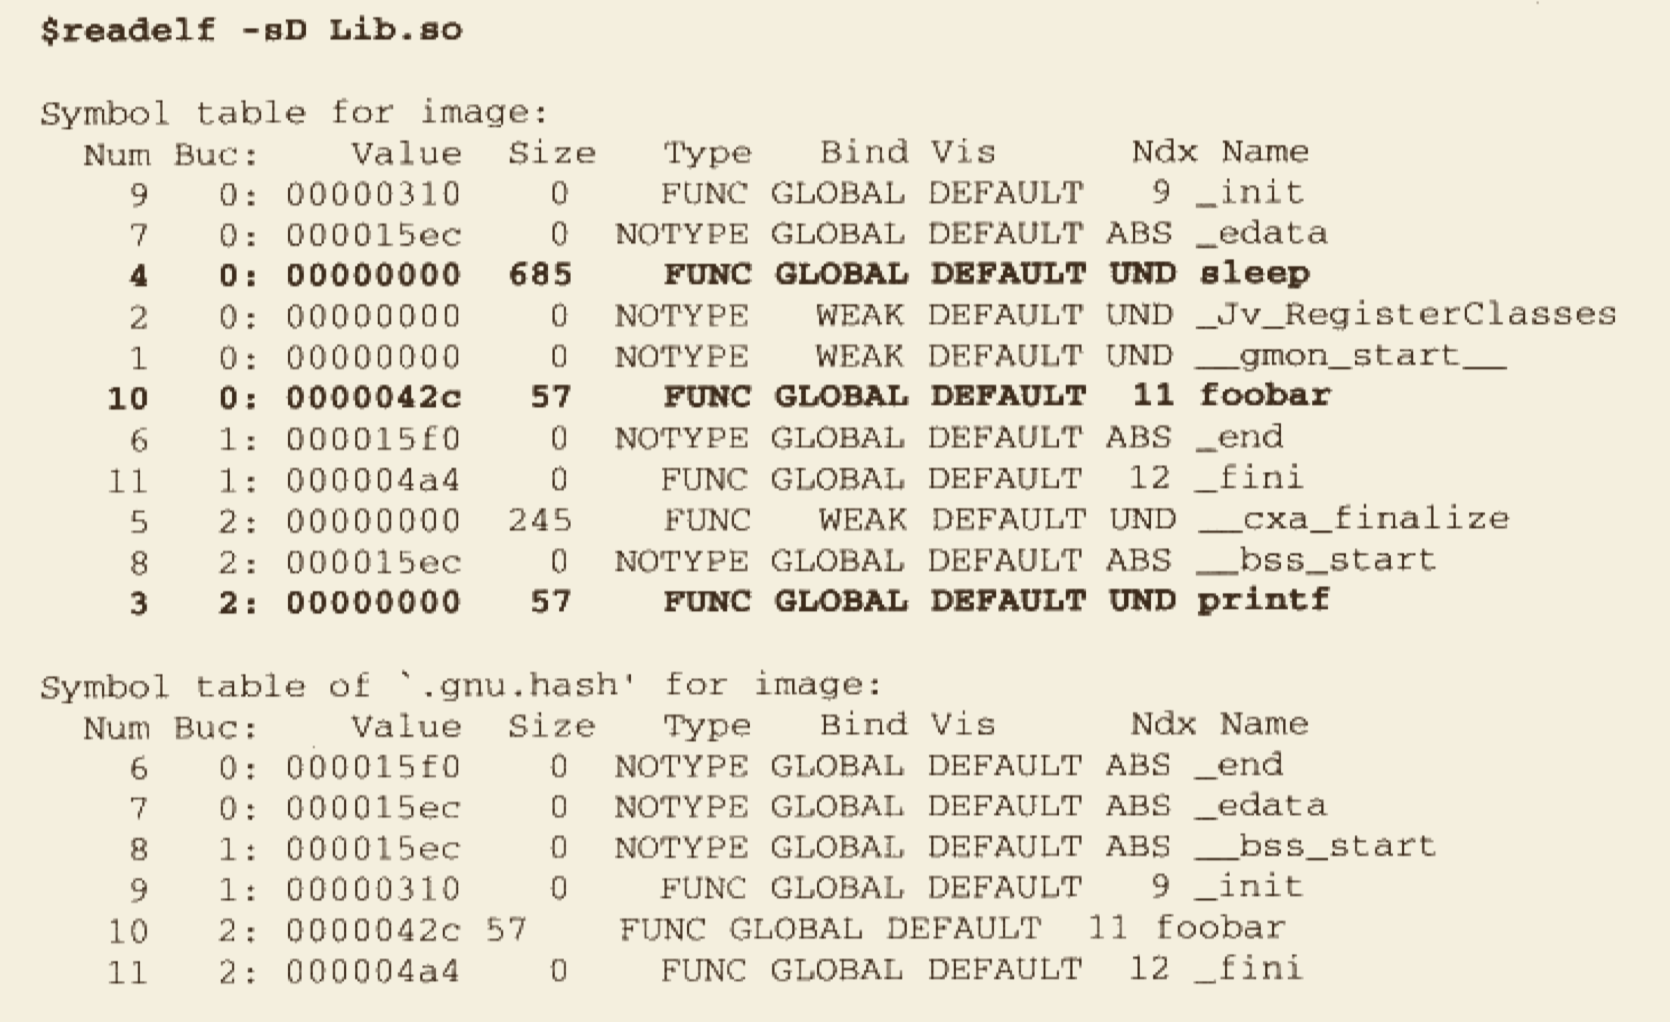 $readelf -sD Lib.so
Symbol table for image:
Num Buc: Value Size Type Bind Vis Ndx Name
9 0: 00000310 0 FUNC GLOBAL DEFAULT 9 _init
7 0: 000015ec 0 NOTYPE GLOBAL DEFAULT ABS _edata
4 0: 00000000 685 FUNC GLOBAL DEFAULT UND sleep
2 0: 00000000 0 NOTYPE WEAK DEFAULT UND _Jv_RegisterClasses
1 0: 00000000 0 NOTYPE WEAK DEFAULT UND __gmon_start__
10 0: 0000042c 57 FUNC GLOBAL DEFAULT 11 foobar
6 1: 000015f0 0 NOTYPE GLOBAL DEFAULT ABS _end
11 1: 000004a4 0 FUNC GLOBAL DEFAULT 12 _fini
5 2: 00000000 245 FUNC WEAK DEFAULT UND __cxa_finalize
8 2: 000015ec 0 NOTYPE GLOBAL DEFAULT ABS __bss_start
3 2: 00000000 57 FUNC GLOBAL DEFAULT UND printf
Symbol table of `.gnu.hash' for image:
Num Buc: Value Size Type Bind Vis Ndx Name
6 0: 000015f0 0 NOTYPE GLOBAL DEFAULT ABS _end
7 0: 000015ec 0 NOTYPE GLOBAL DEFAULT ABS _edata
8 1: 000015ec 0 NOTYPE GLOBAL DEFAULT ABS __bss_start
9 1: 00000310 0 FUNC GLOBAL DEFAULT 9 _init
10 2: 0000042c 57 FUNC GLOBAL DEFAULT 11 foobar
11 2: 000004a4 0 FUNC GLOBAL DEFAULT 12 _fini